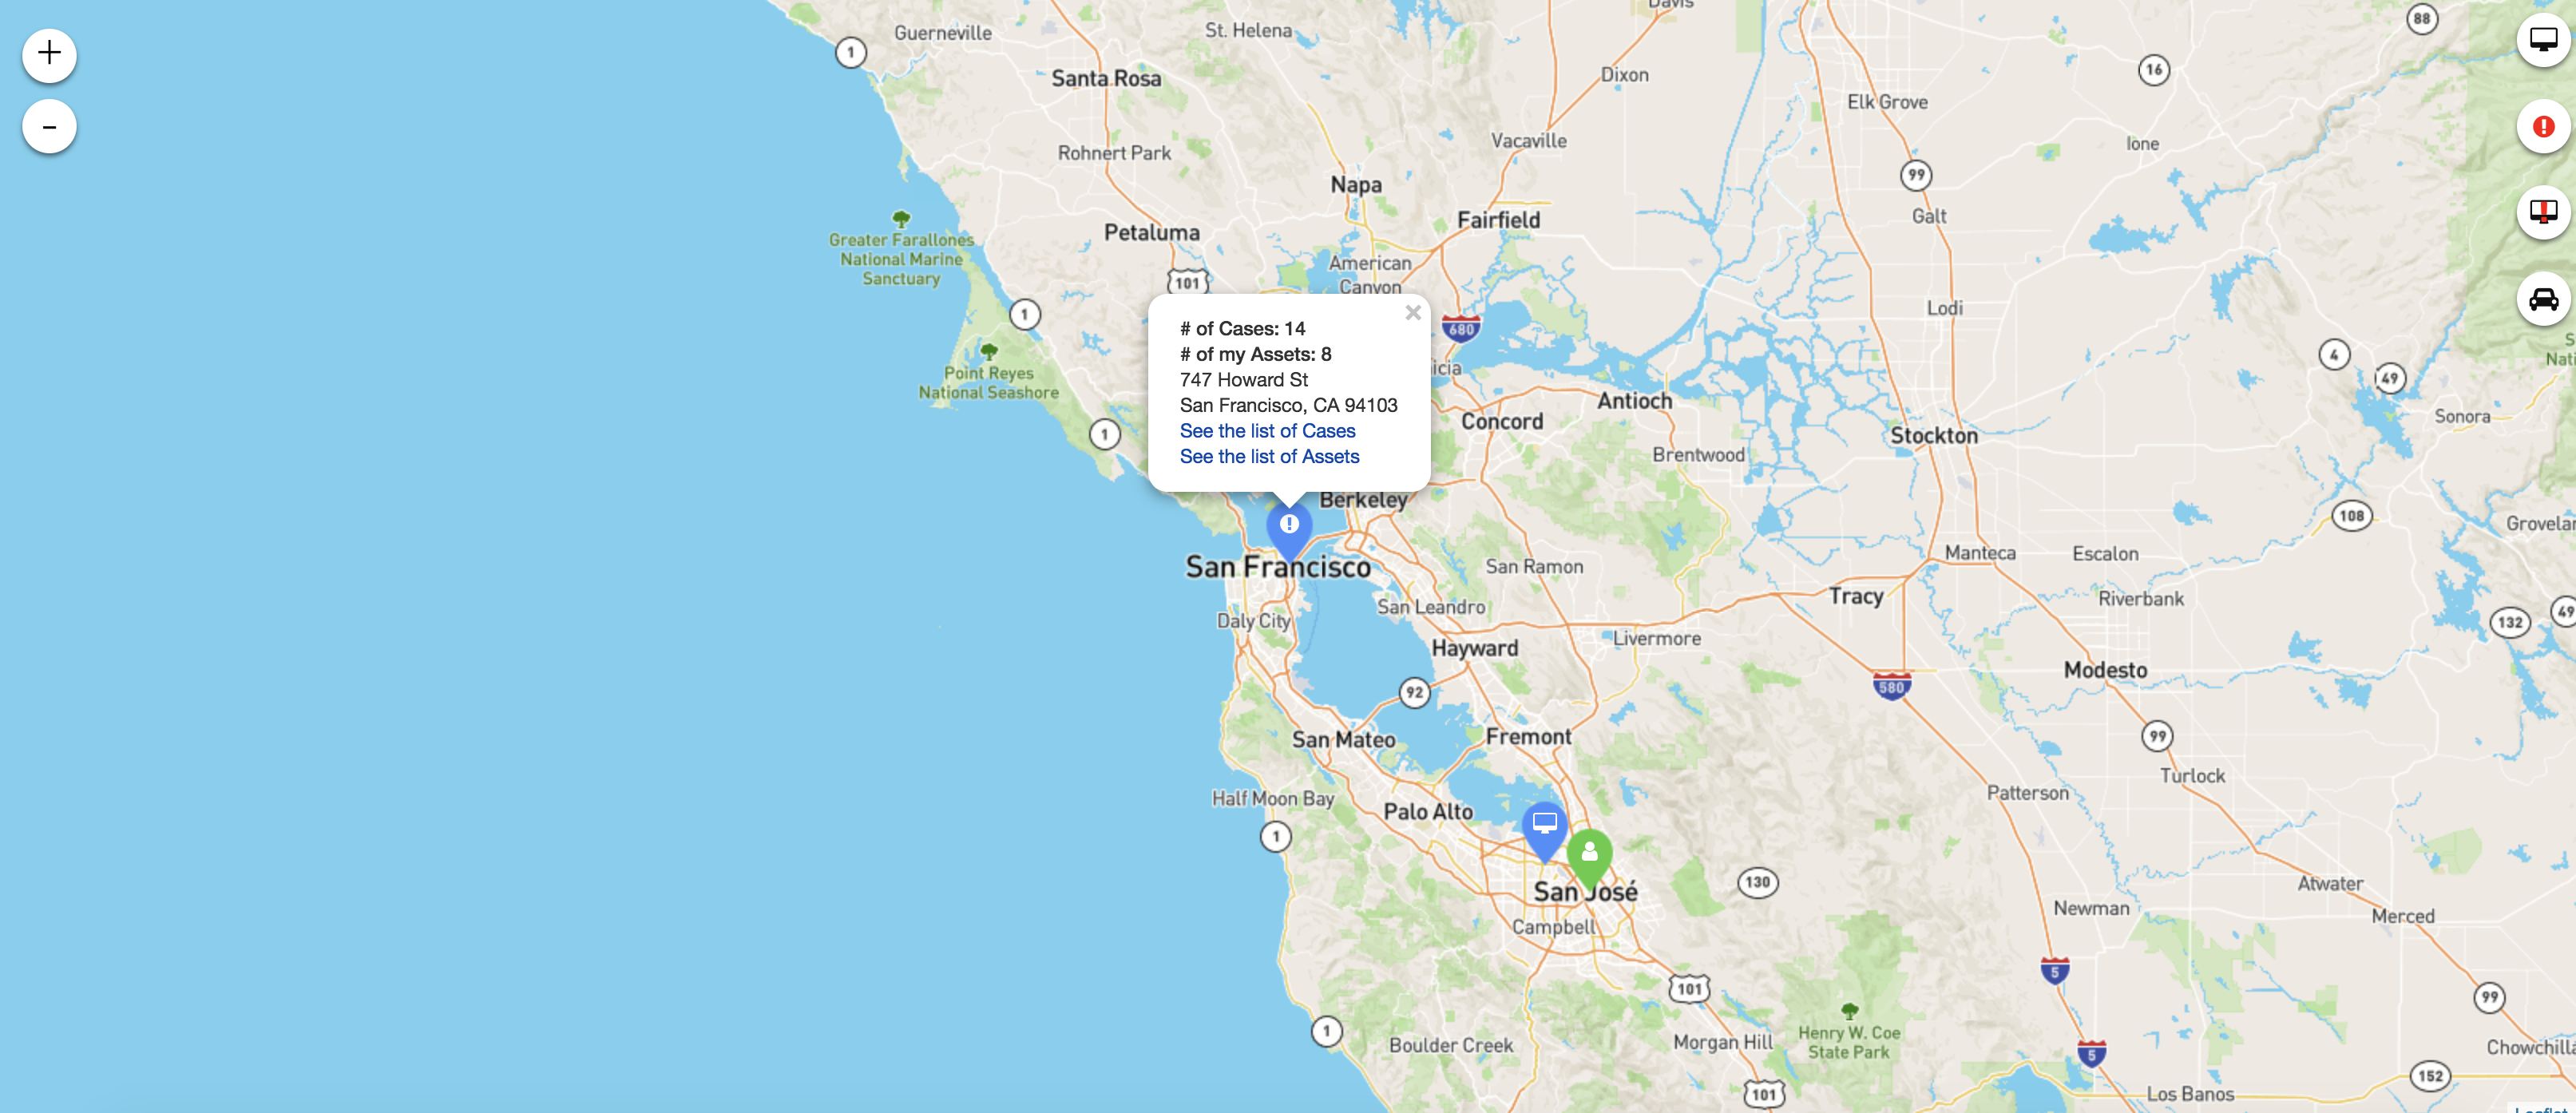 +
-
Guerneville
St. Helena
Davis
88
1
Santa Rosa
Dixon
16
Elk Grove
Vacaville
Rohnert Park
Ione
99
Napa
Galt
Fairfield
Petaluma
Greater Farallones
National Marine
Sanctuary
American
Canyon
101
1
Lodi
680
# of Cases: 14
# of my Assets: 8
747 Howard St
San Francisco, CA 94103
See the list of Cases
See the list of Assets
×
4
49
Point Reyes
National Seashore
Antioch
Concord
Sonora
1
Stockton
Brentwood
Berkeley
108
San Francisco
San Ramon
Manteca
Escalon
Tracy
Riverbank
San Leandro
Daly City
132
49
Livermore
Hayward
Modesto
580
92
San Mateo
Fremont
99
Turlock
Half Moon Bay
Palo Alto
Patterson
1
San José
130
Atwater
Newman
Merced
Campbell
5
101
99
1
Henry W. Coe
State Park
Morgan Hill
Boulder Creek
5
152
101
Los Banos